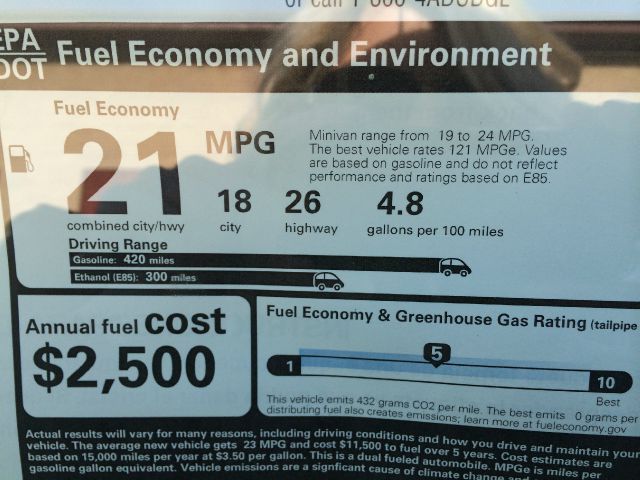 or call 1-800-4ADODGE
EPA
DOT
Fuel Economy and Environment
Fuel Economy
21 MPG
combined city/hwy
18
city
26
highway
4.8
gallons per 100 miles
Minivan range from 19 to 24 MPG.
The best vehicle rates 121 MPGe. Values
are based on gasoline and do not reflect
performance and ratings based on E85.
Driving Range
Gasoline: 420 miles
Ethanol (E85): 300 miles
Annual fuel cost
$2,500
Fuel Economy & Greenhouse Gas Rating (tailpipe
1
5
10
Best
This vehicle emits 432 grams CO2 per mile. The best emits 0 grams per
distributing fuel also creates emissions; learn more at fueleconomy.gov
Actual results will vary for many reasons, including driving conditions and how you drive and maintain your
vehicle. The average new vehicle gets 23 MPG and cost $11,500 to fuel over 5 years. Cost estimates are
based on 15,000 miles per year at $3.50 per gallon. This is a dual fueled automobile. MPGe is miles per
gasoline gallon equivalent. Vehicle emissions are a signficant cause of climate change and